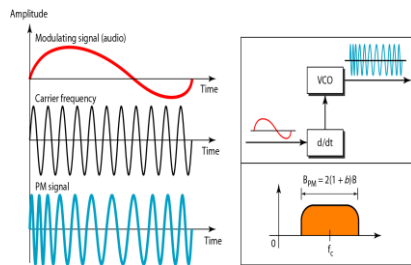 Amplitude
Modulating signal (audio)
Time
Carrier frequency
Time
PM signal
Time
VCO
d/dt
B_PM = 2(1 + b)B
0
f_c